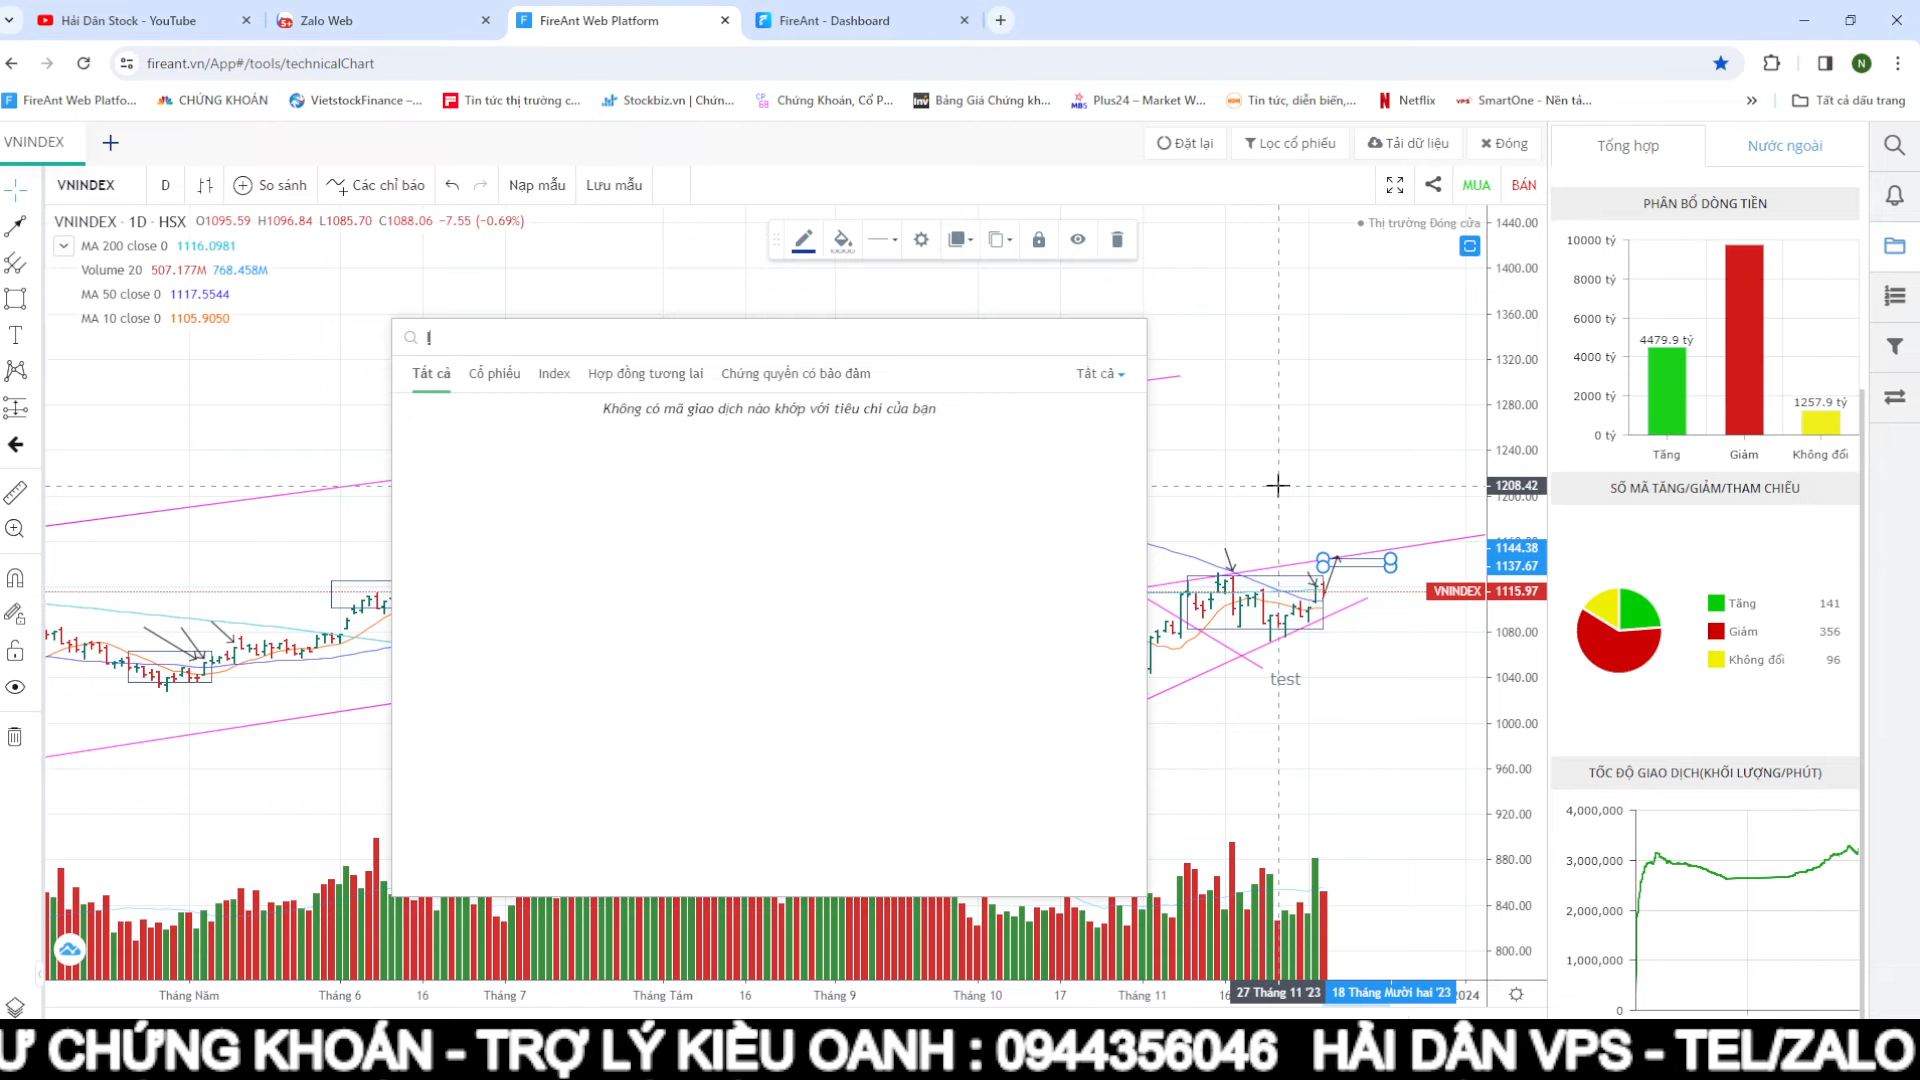 Hải Dân Stock - YouTube
Zalo Web
FireAnt Web Platform
FireAnt - Dashboard
fireant.vn/App#/tools/technicalChart
N
FireAnt Web Platfo...
CHỨNG KHOÁN
VietstockFinance –...
Tin tức thị trường c...
Stockbiz.vn | Chứn...
Chứng Khoán, Cổ P...
Bảng Giá Chứng kh...
Plus24 – Market W...
Tin tức, diễn biến,...
Netflix
SmartOne - Nền tả...
Tất cả dấu trang
VNINDEX
Đặt lại
Lọc cổ phiếu
Tải dữ liệu
Đóng
Tổng hợp
Nước ngoài
VNINDEX
D
So sánh
Các chỉ báo
Nạp mẫu
Lưu mẫu
MUA
BÁN
VNINDEX · 1D · HSX O1095.59 H1096.84 L1085.70 C1088.06 −7.55 (−0.69%)
MA 200 close 0 1116.0981
Volume 20 507.177M 768.458M
MA 50 close 0 1117.5544
MA 10 close 0 1105.9050
Thị trường Đóng cửa
Tất cả
Cổ phiếu
Index
Hợp đồng tương lai
Chứng quyền có bảo đảm
Tất cả
Không có mã giao dịch nào khớp với tiêu chí của bạn
test
1440.00
1400.00
1360.00
1320.00
1280.00
1240.00
1208.42
1200.00
1144.38
1137.67
VNINDEX 1115.97
1080.00
1040.00
1000.00
960.00
920.00
880.00
840.00
800.00
Tháng Năm
Tháng 6
16
Tháng 7
Tháng Tám
16
Tháng 9
Tháng 10
17
Tháng 11
27 Tháng 11 '23
18 Tháng Mười hai '23
2024
PHÂN BỔ DÒNG TIỀN
10000 tỷ
8000 tỷ
6000 tỷ
4000 tỷ
2000 tỷ
0 tỷ
4479.9 tỷ
1257.9 tỷ
Tăng
Giảm
Không đổi
SỐ MÃ TĂNG/GIẢM/THAM CHIẾU
Tăng 141
Giảm 356
Không đổi 96
TỐC ĐỘ GIAO DỊCH(KHỐI LƯỢNG/PHÚT)
4,000,000
3,000,000
2,000,000
1,000,000
0
Ư CHỨNG KHOÁN - TRỢ LÝ KIỀU OANH : 0944356046 HẢI DÂN VPS - TEL/ZALO